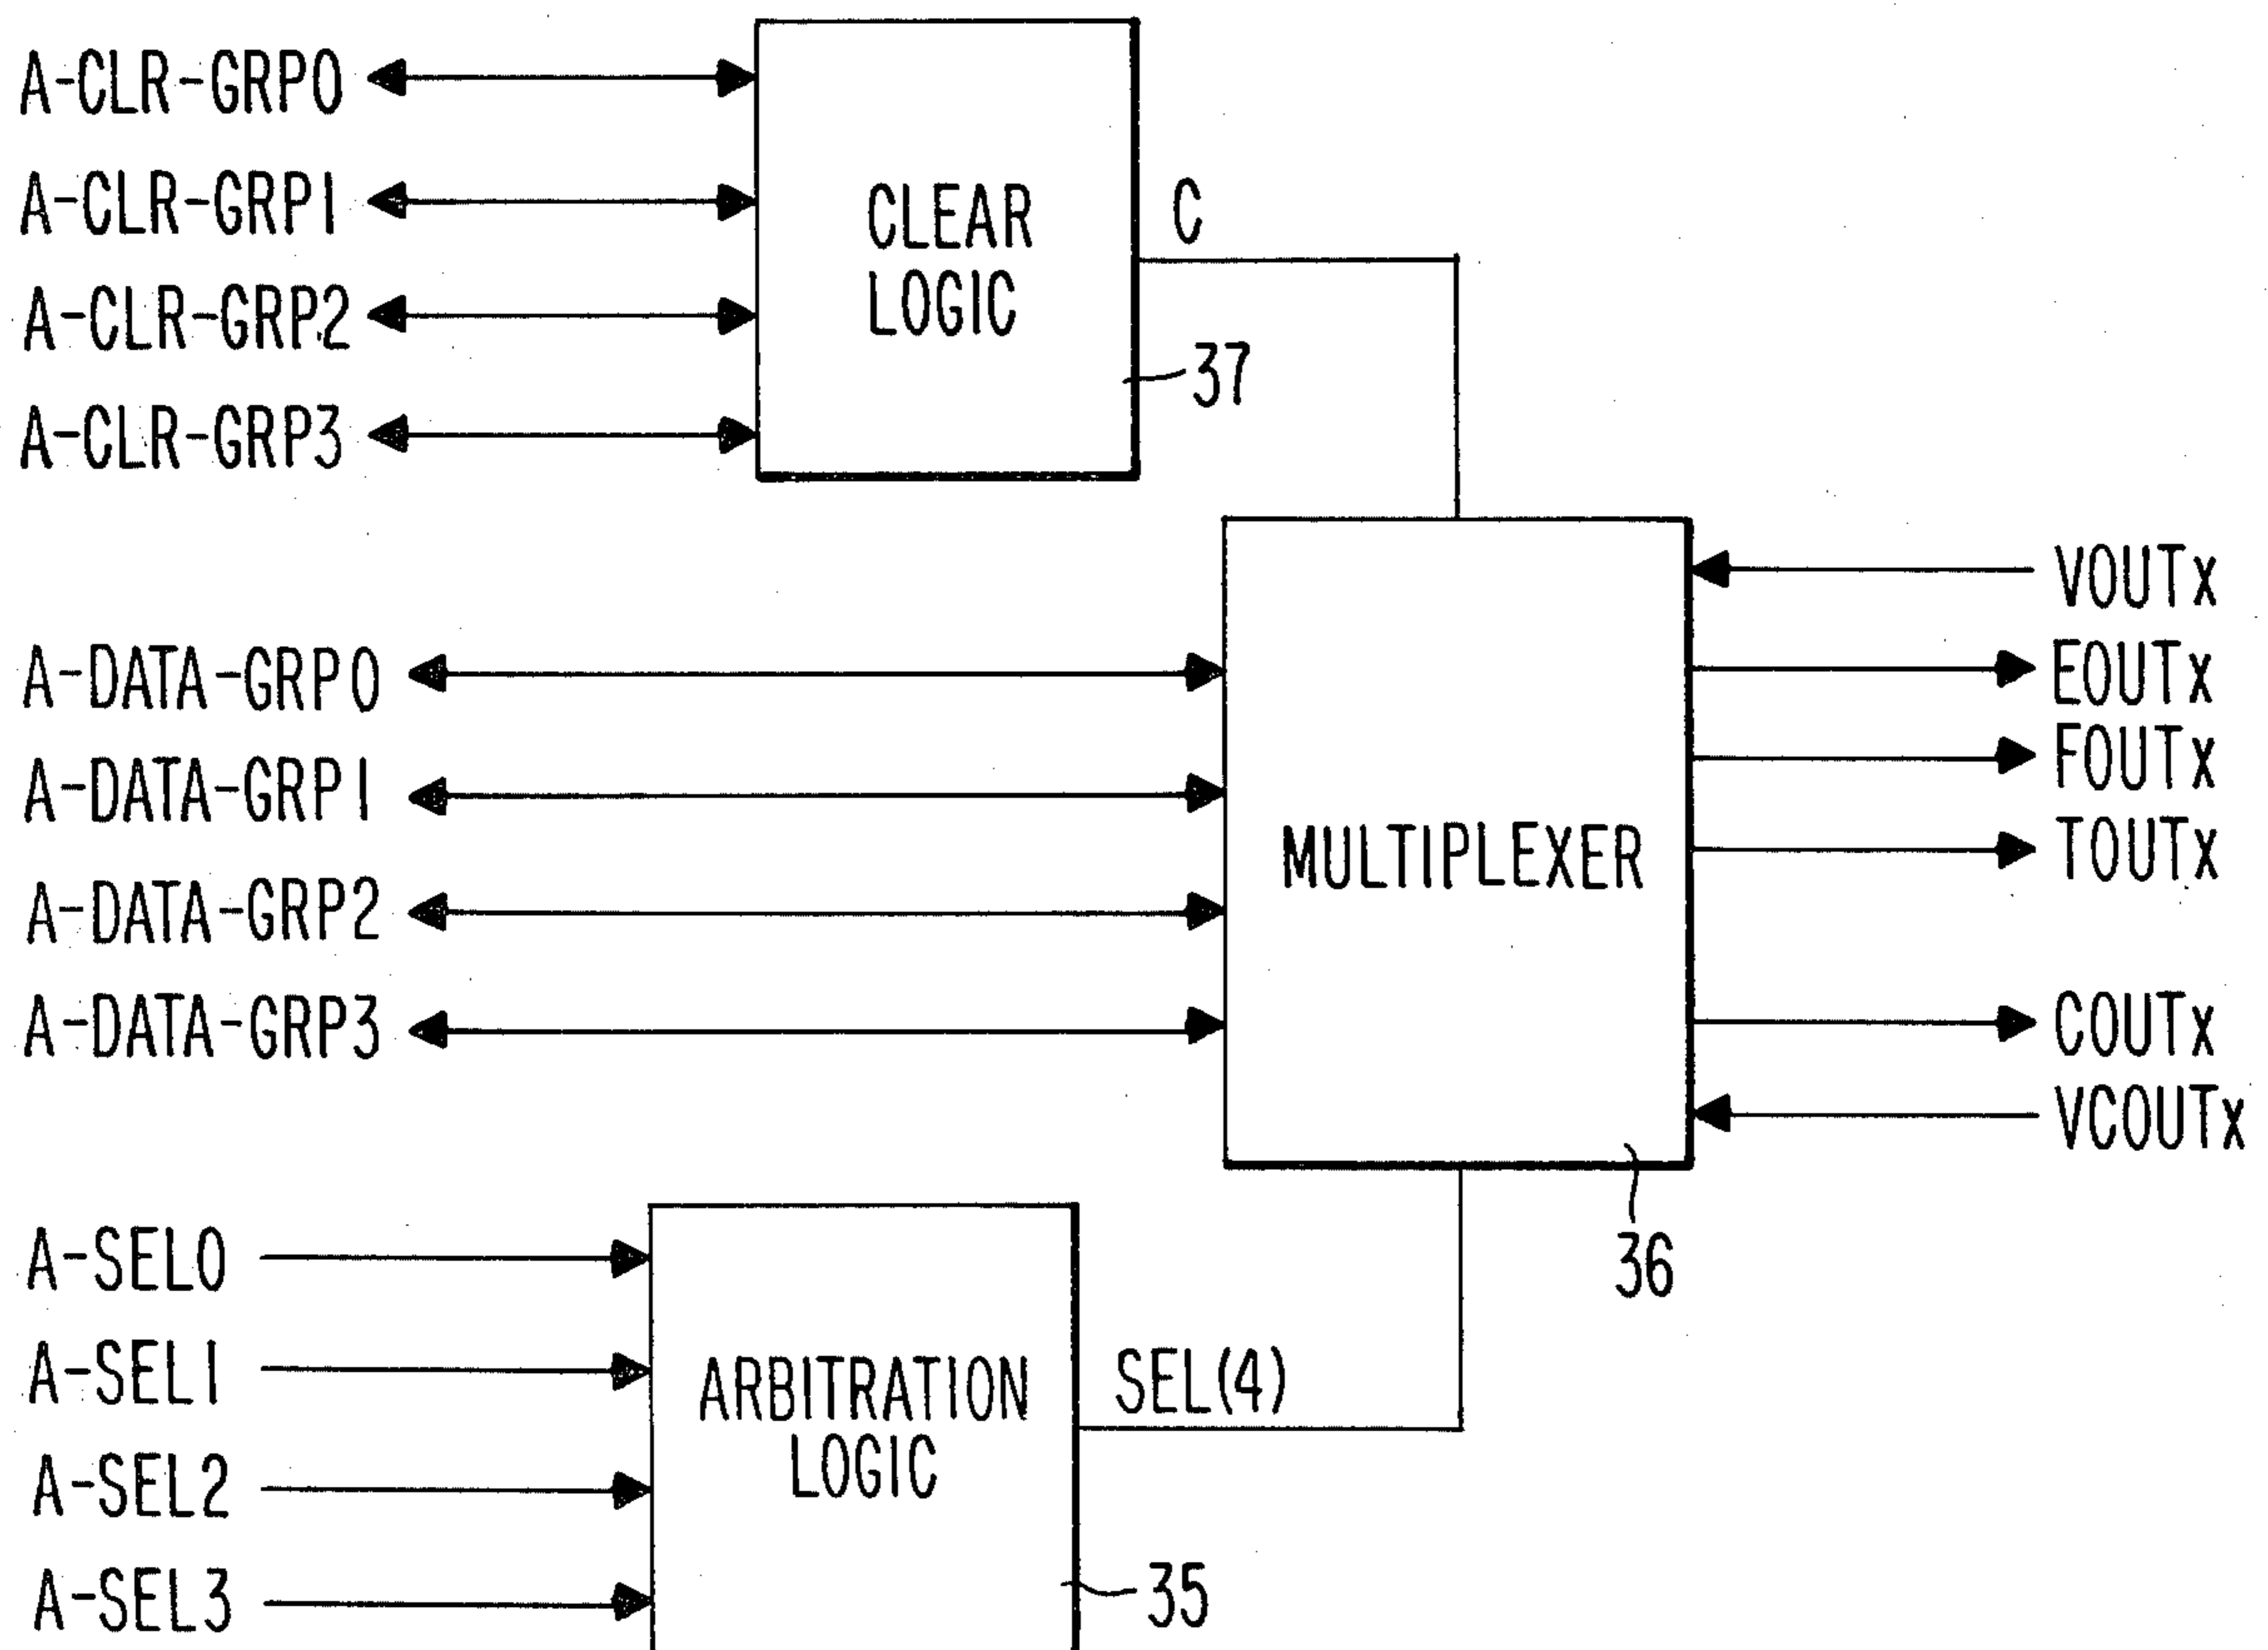 A-CLR-GRP0
A-CLR-GRP1
A-CLR-GRP2
A-CLR-GRP3
CLEAR
LOGIC
C
37
A-DATA-GRP0
A-DATA-GRP1
A-DATA-GRP2
A-DATA-GRP3
MULTIPLEXER
VOUTx
EOUTx
FOUTx
TOUTx
COUTx
VCOUTx
36
A-SEL0
A-SEL1
A-SEL2
A-SEL3
ARBITRATION
LOGIC
SEL(4)
35